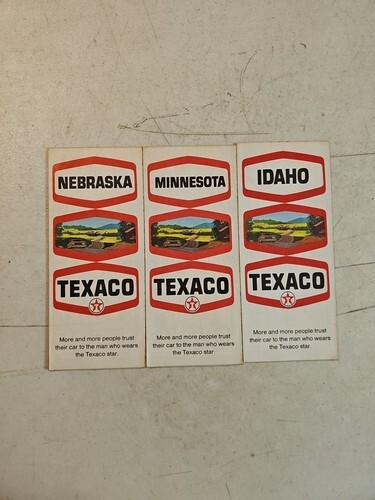 NEBRASKA
TEXACO
T
More and more people trust
their car to the man who wears
the Texaco star.
MINNESOTA
TEXACO
T
More and more people trust
their car to the man who wears
the Texaco star.
IDAHO
TEXACO
T
More and more people trust
their car to the man who wears
the Texaco star.